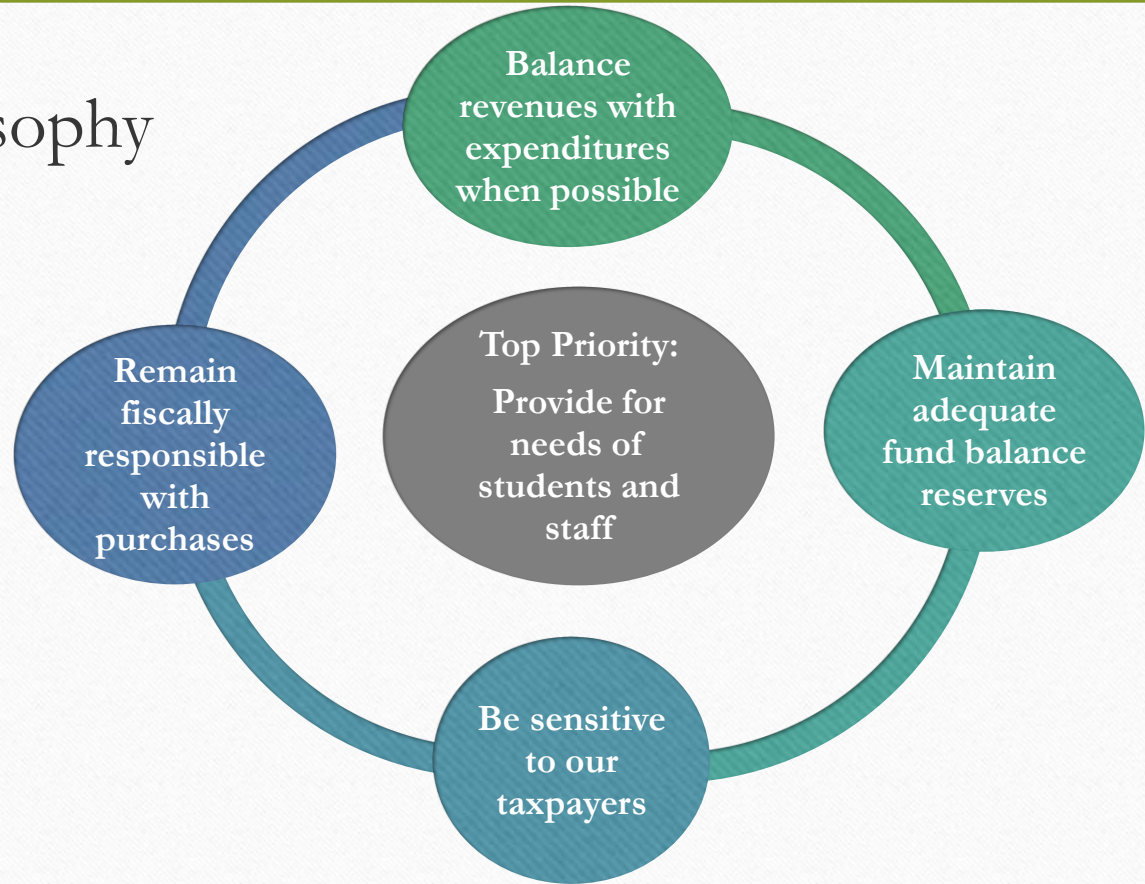 sophy
Balance
revenues with
expenditures
when possible
Top Priority:
Provide for
needs of
students and
staff
Remain
fiscally
responsible
with
purchases
Maintain
adequate
fund balance
reserves
Be sensitive
to our
taxpayers